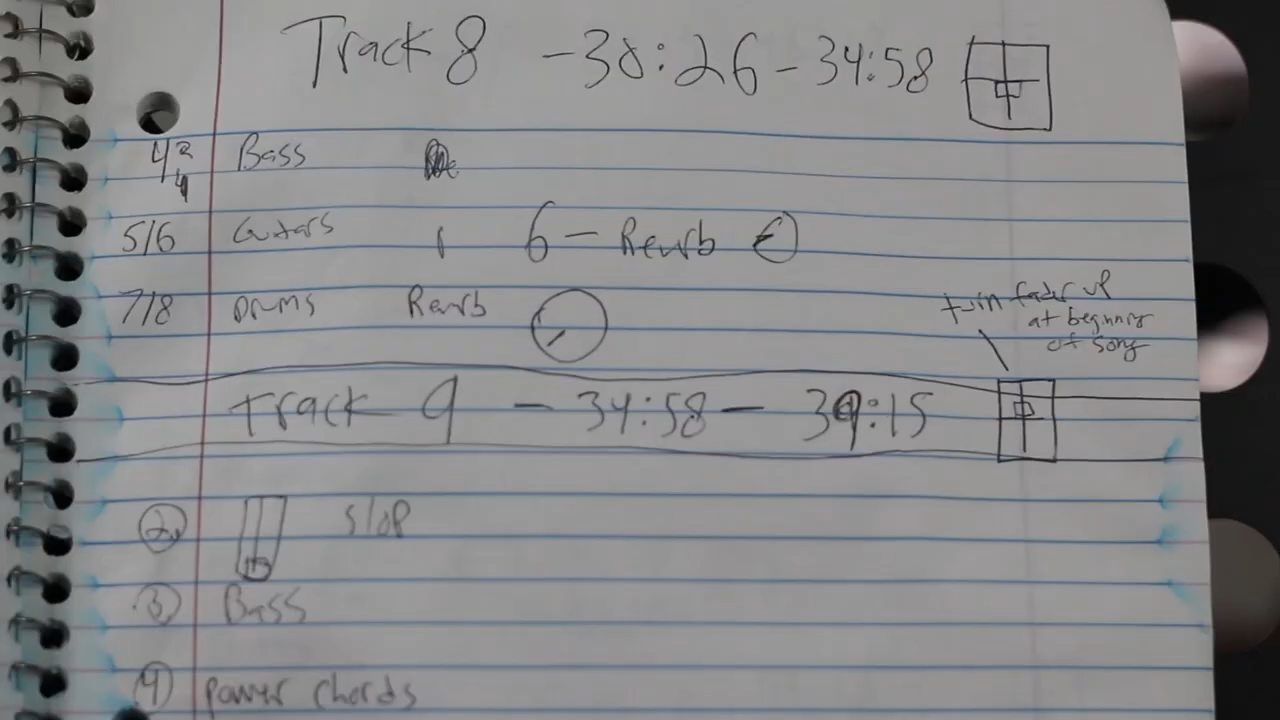 Track 8 -30:26-34:58
4 2 4 Bass
5/6 Guitars 6 - Reverb
7/8 Drums Reverb
turn fader up
at beginning
of song
Track 9 - 34:58 - 39:15
2 slop
3 Bass
4 power chords